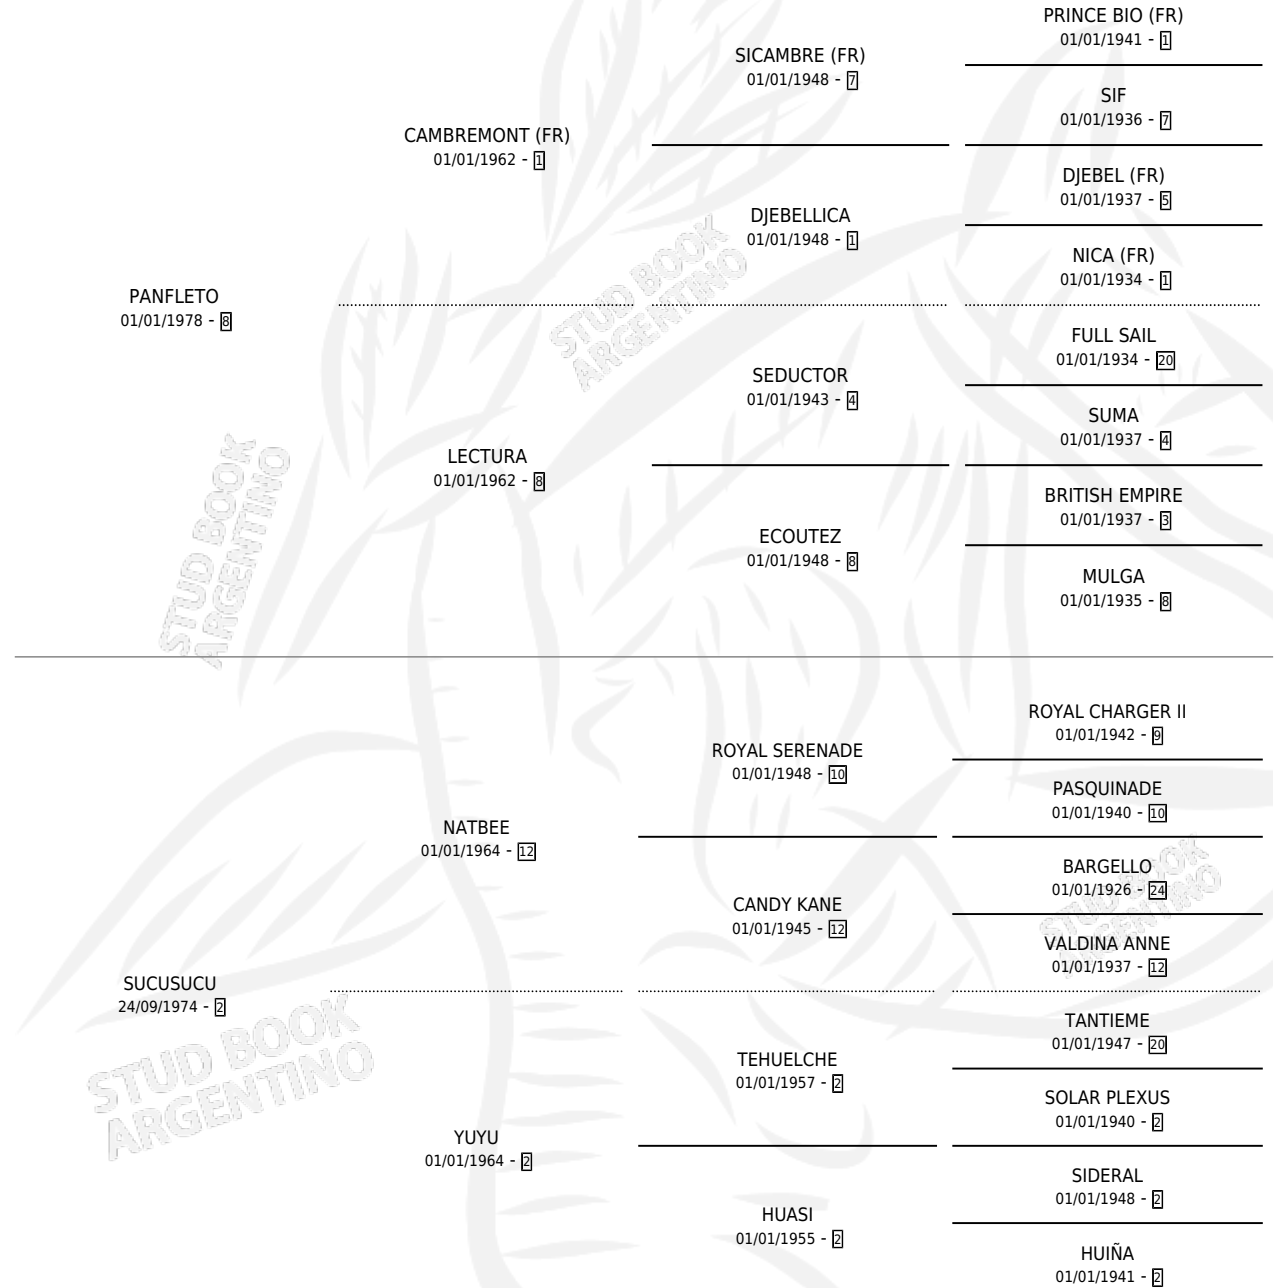 PRINCE BIO (FR)
01/01/1941 - 1
SICAMBRE (FR)
01/01/1948 - 7
SIF
01/01/1936 - 7
CAMBREMONT (FR)
01/01/1962 - 1
DJEBEL (FR)
01/01/1937 - 5
DJEBELLICA
01/01/1948 - 1
NICA (FR)
01/01/1934 - 1
PANFLETO
01/01/1978 - 8
FULL SAIL
01/01/1934 - 20
SEDUCTOR
01/01/1943 - 4
SUMA
01/01/1937 - 4
LECTURA
01/01/1962 - 8
BRITISH EMPIRE
01/01/1937 - 3
ECOUTEZ
01/01/1948 - 8
MULGA
01/01/1935 - 8
STUD BOOK
ARGENTINO
STUD BOOK
ARGENTINO
ROYAL CHARGER II
01/01/1942 - 9
ROYAL SERENADE
01/01/1948 - 10
PASQUINADE
01/01/1940 - 10
NATBEE
01/01/1964 - 12
BARGELLO
01/01/1926 - 24
CANDY KANE
01/01/1945 - 12
VALDINA ANNE
01/01/1937 - 12
SUCUSUCU
24/09/1974 - 2
TANTIEME
01/01/1947 - 20
TEHUELCHE
01/01/1957 - 2
SOLAR PLEXUS
01/01/1940 - 2
YUYU
01/01/1964 - 2
SIDERAL
01/01/1948 - 2
HUASI
01/01/1955 - 2
HUIÑA
01/01/1941 - 2
STUD BOOK
ARGENTINO
STUD BOOK
ARGENTINO